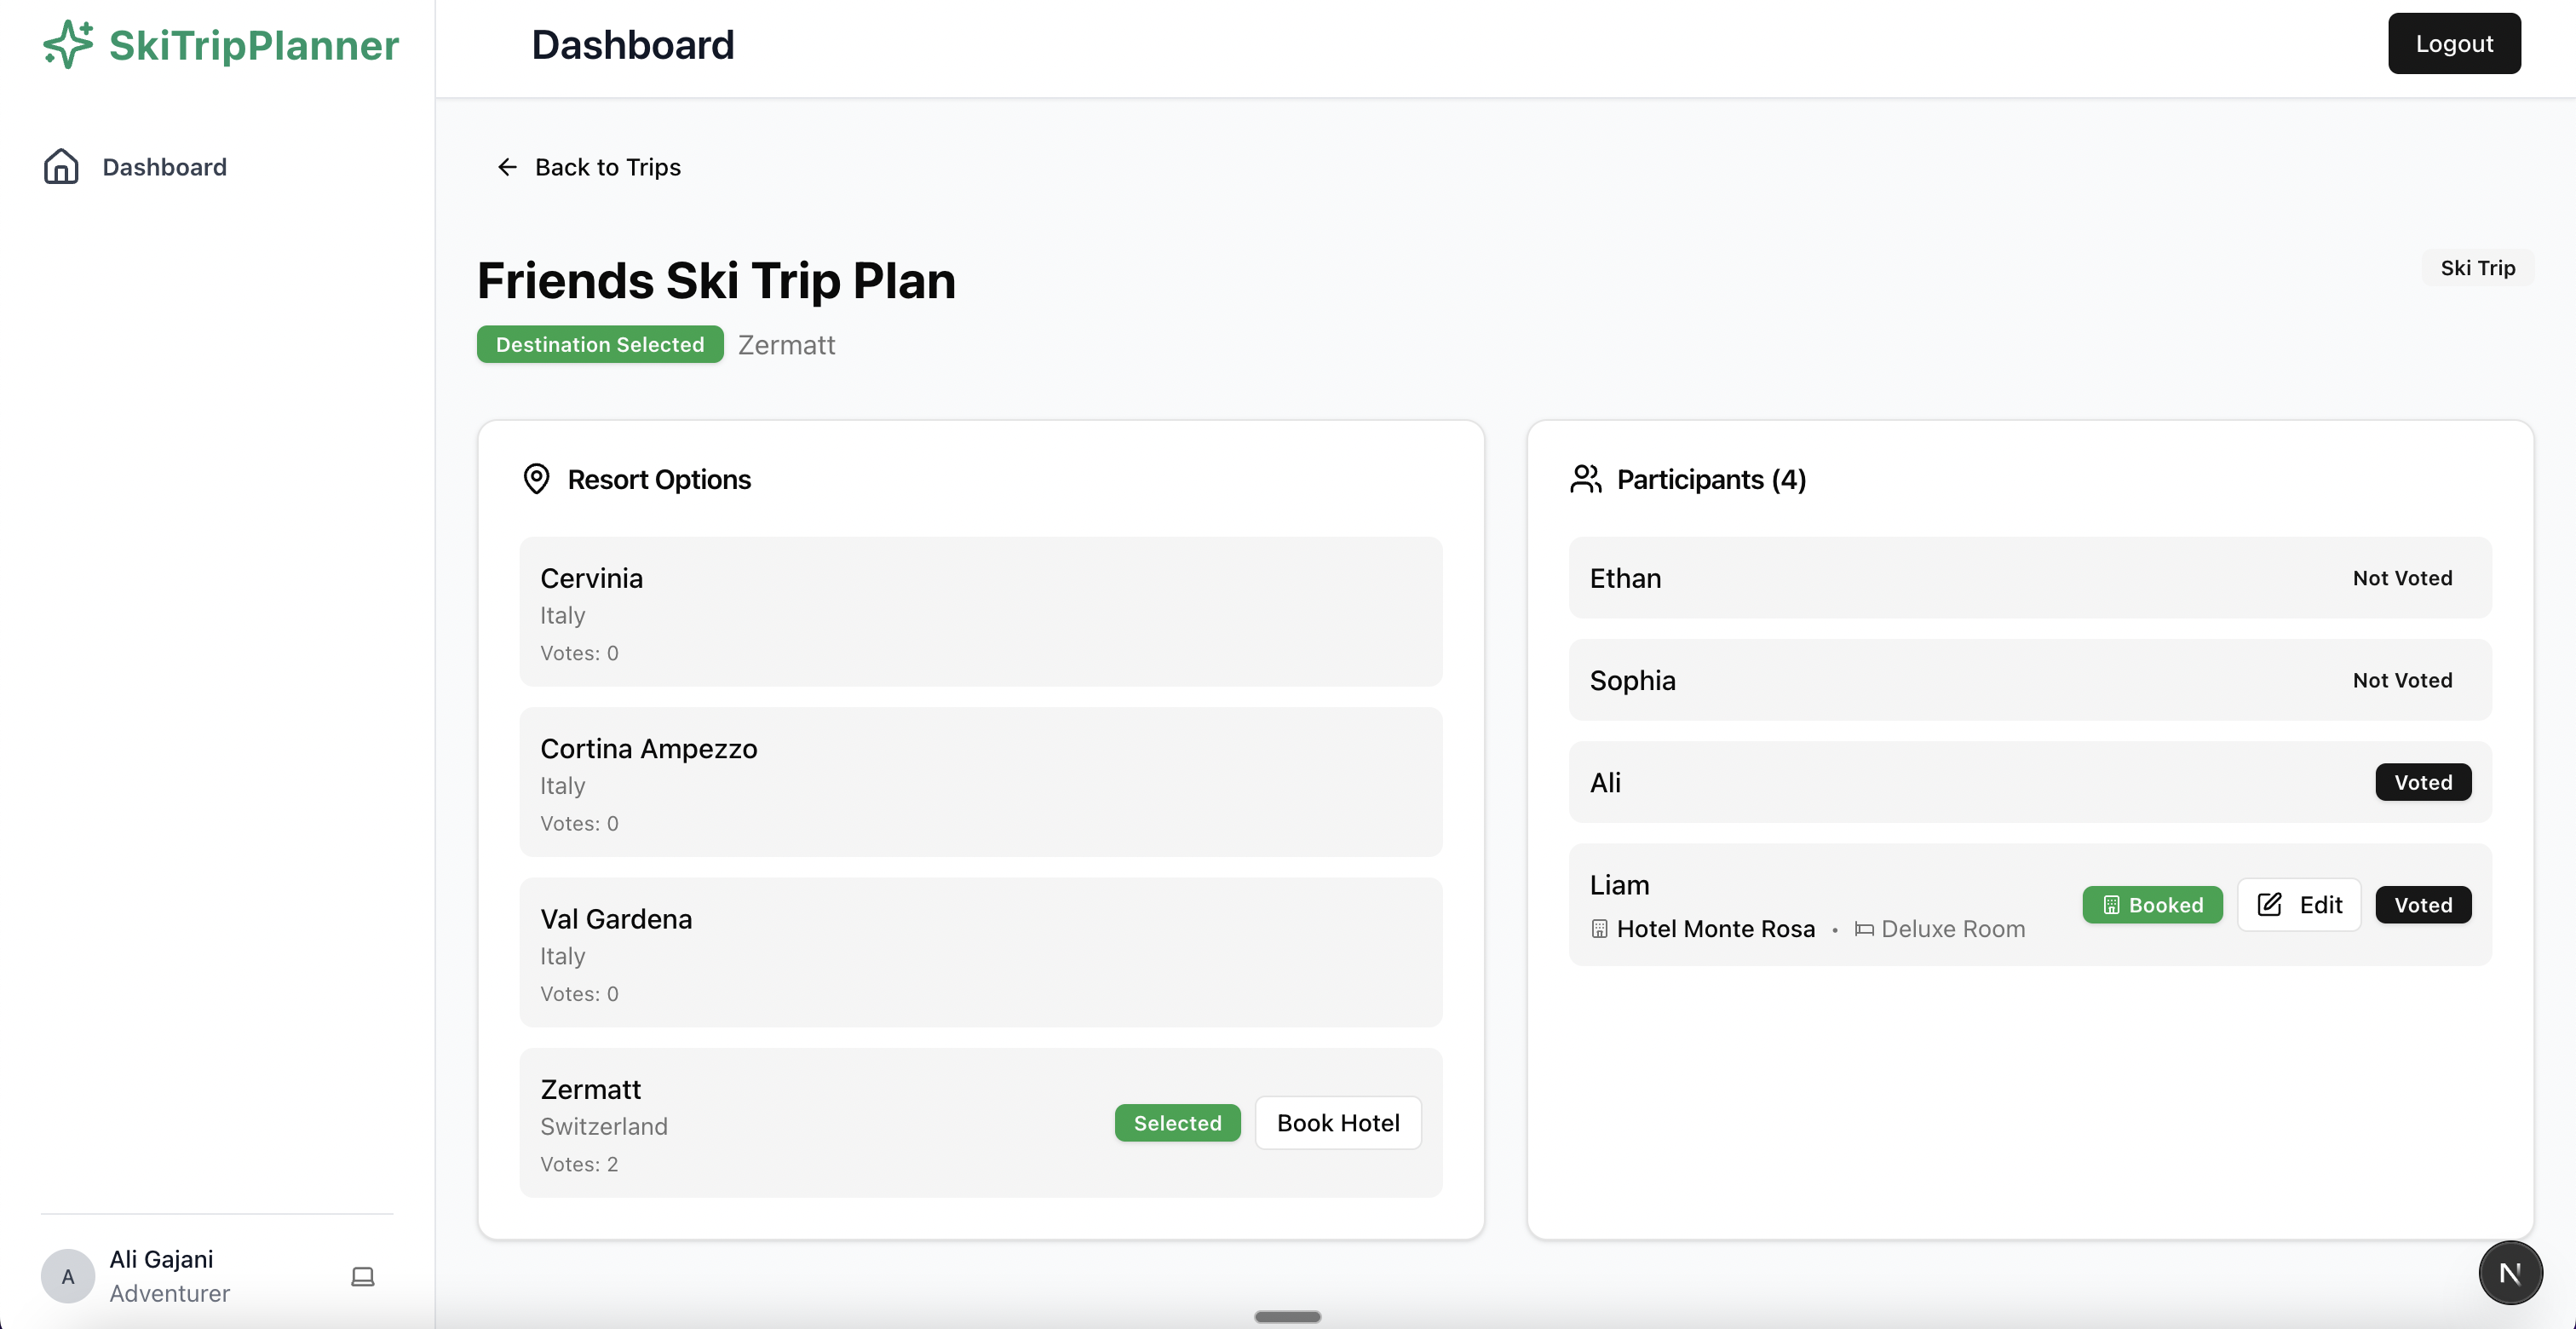 SkiTripPlanner
Dashboard
Logout
Dashboard
Back to Trips
Friends Ski Trip Plan
Ski Trip
Destination Selected Zermatt
Resort Options
Cervinia
Italy
Votes: 0
Cortina Ampezzo
Italy
Votes: 0
Val Gardena
Italy
Votes: 0
Zermatt
Switzerland
Votes: 2
Selected
Book Hotel
Participants (4)
Ethan
Not Voted
Sophia
Not Voted
Ali
Voted
Liam
Hotel Monte Rosa • Deluxe Room
Booked
Edit
Voted
A
Ali Gajani
Adventurer
N